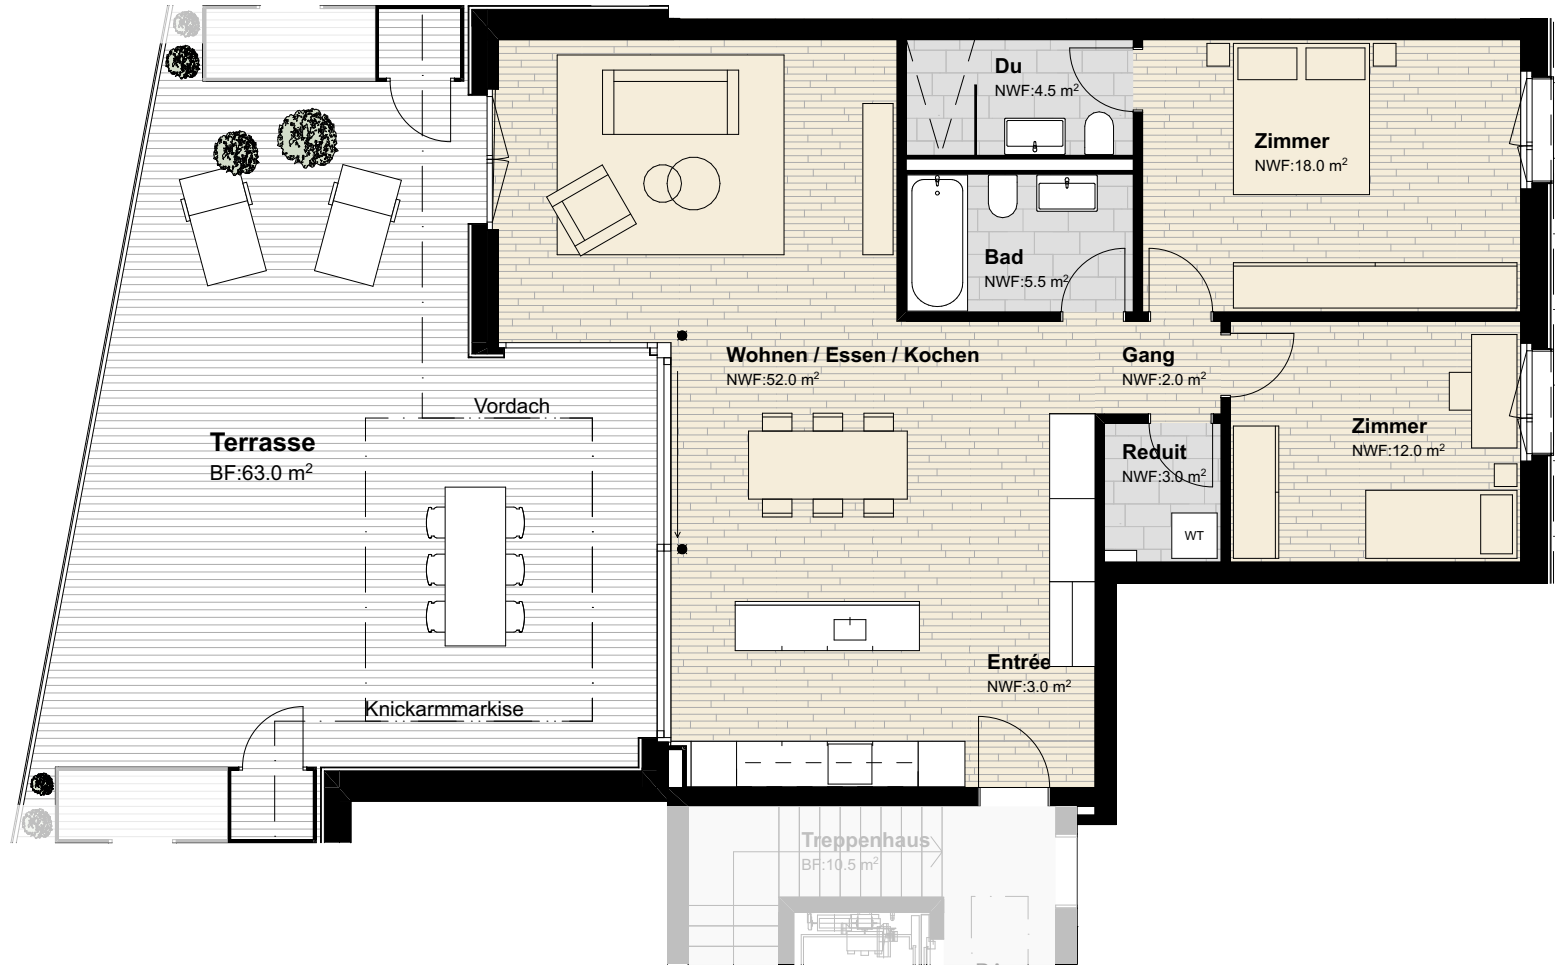 Du
NWF:4.5 m²
Zimmer
NWF:18.0 m²
Bad
NWF:5.5 m²
Wohnen / Essen / Kochen
NWF:52.0 m²
Gang
NWF:2.0 m²
Vordach
Terrasse
BF:63.0 m²
Zimmer
NWF:12.0 m²
Reduit
NWF:3.0 m²
WT
Entrée
NWF:3.0 m²
Knickarmmarkise
Treppenhaus
BF:10.5 m²